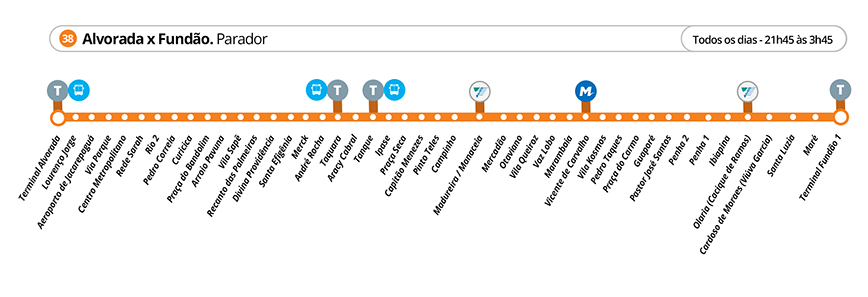 38 Alvorada x Fundão. Parador
Todos os dias - 21h45 às 3h45
T
T
T
M
T
Terminal Alvorada
Lourenço Jorge
Aeroporto de Jacarepaguá
Via Parque
Centro Metropolitano
Rede Sarah
Rio 2
Pedro Correia
Curicica
Praça do Bandolim
Arroio Pavuna
Vila Sapê
Recanto das Palmeiras
Divina Providência
Santa Efigênia
Merck
André Rocha
Taquara
Aracy Cabral
Tanque
Ipase
Praça Seca
Capitão Menezes
Pinto Teles
Campinho
Madureira / Manaceia
Mercadão
Otaviano
Vila Queiroz
Vaz Lobo
Marambaia
Vicente de Carvalho
Vila Kosmos
Pedro Taques
Praça do Carmo
Guaporé
Pastor José Santos
Penha 2
Penha 1
Ibiapina
Olaria (Cacique de Ramos)
Cardoso de Moraes (Viúva Garcia)
Santa Luzia
Maré
Terminal Fundão 1